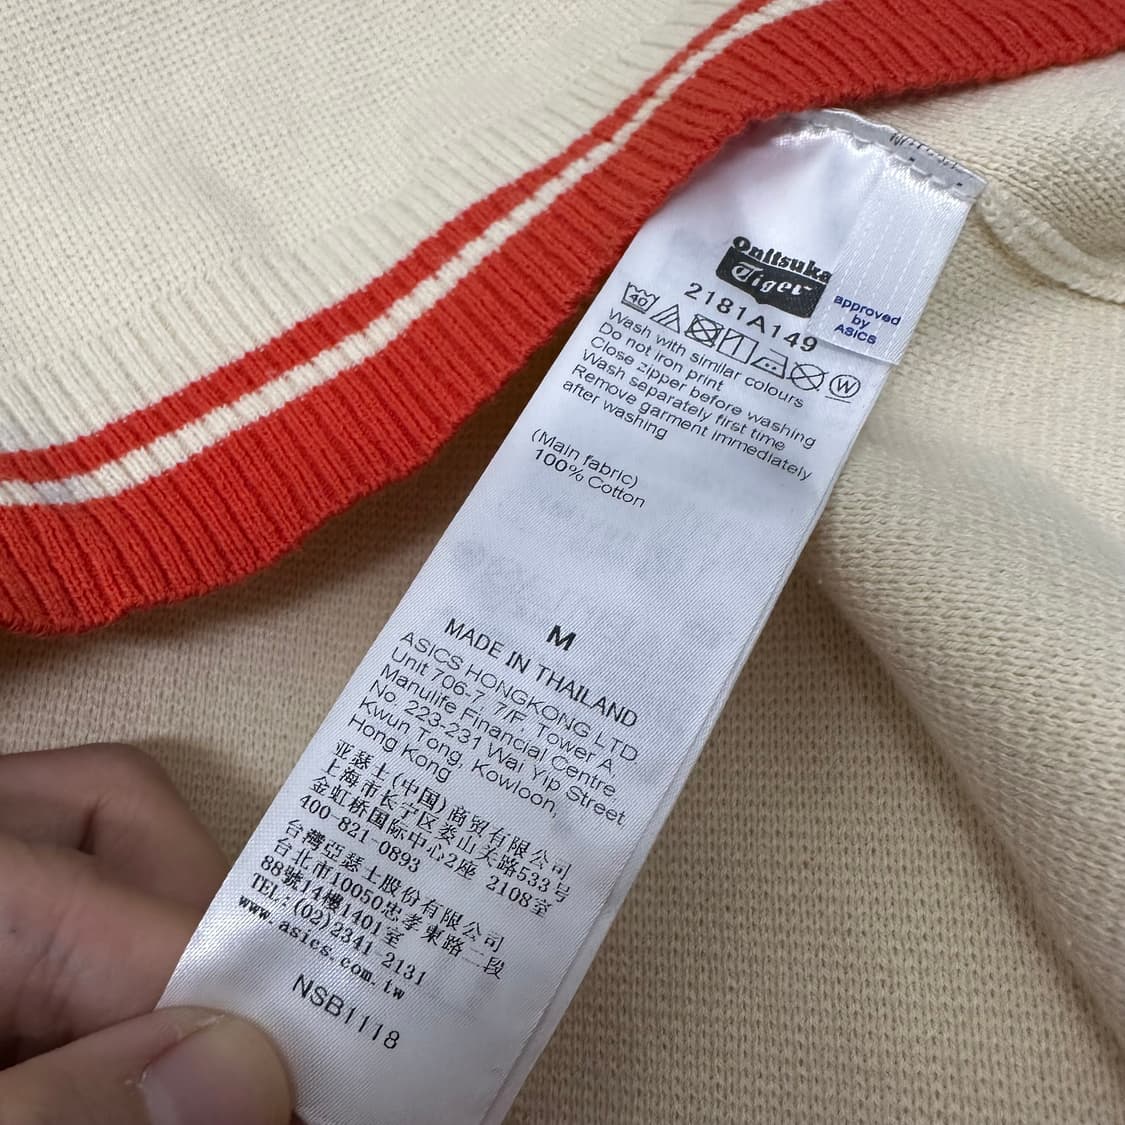 Onitsuka
Tiger
approved
by
ASICS
2181A149
40
W
Wash with similar colours
Do not iron print
Close zipper before washing
Wash separately first time
Remove garment immediately
after washing
(Main fabric)
100% Cotton
M
MADE IN THAILAND
ASICS HONGKONG LTD
Unit 706-7, 7/F, Tower A,
Manulife Financial Centre
No. 223-231 Wai Yip Street
Kwun Tong, Kowloon,
Hong Kong
亚瑟士(中国)商贸有限公司
上海市长宁区娄山关路533号
金虹桥国际中心2座 2108室
400-821-0893
台灣亞瑟士股份有限公司
台北市10050忠孝東路二段
88號14樓1401室
TEL:(02)2341-2131
www.asics.com.tw
NSB1118